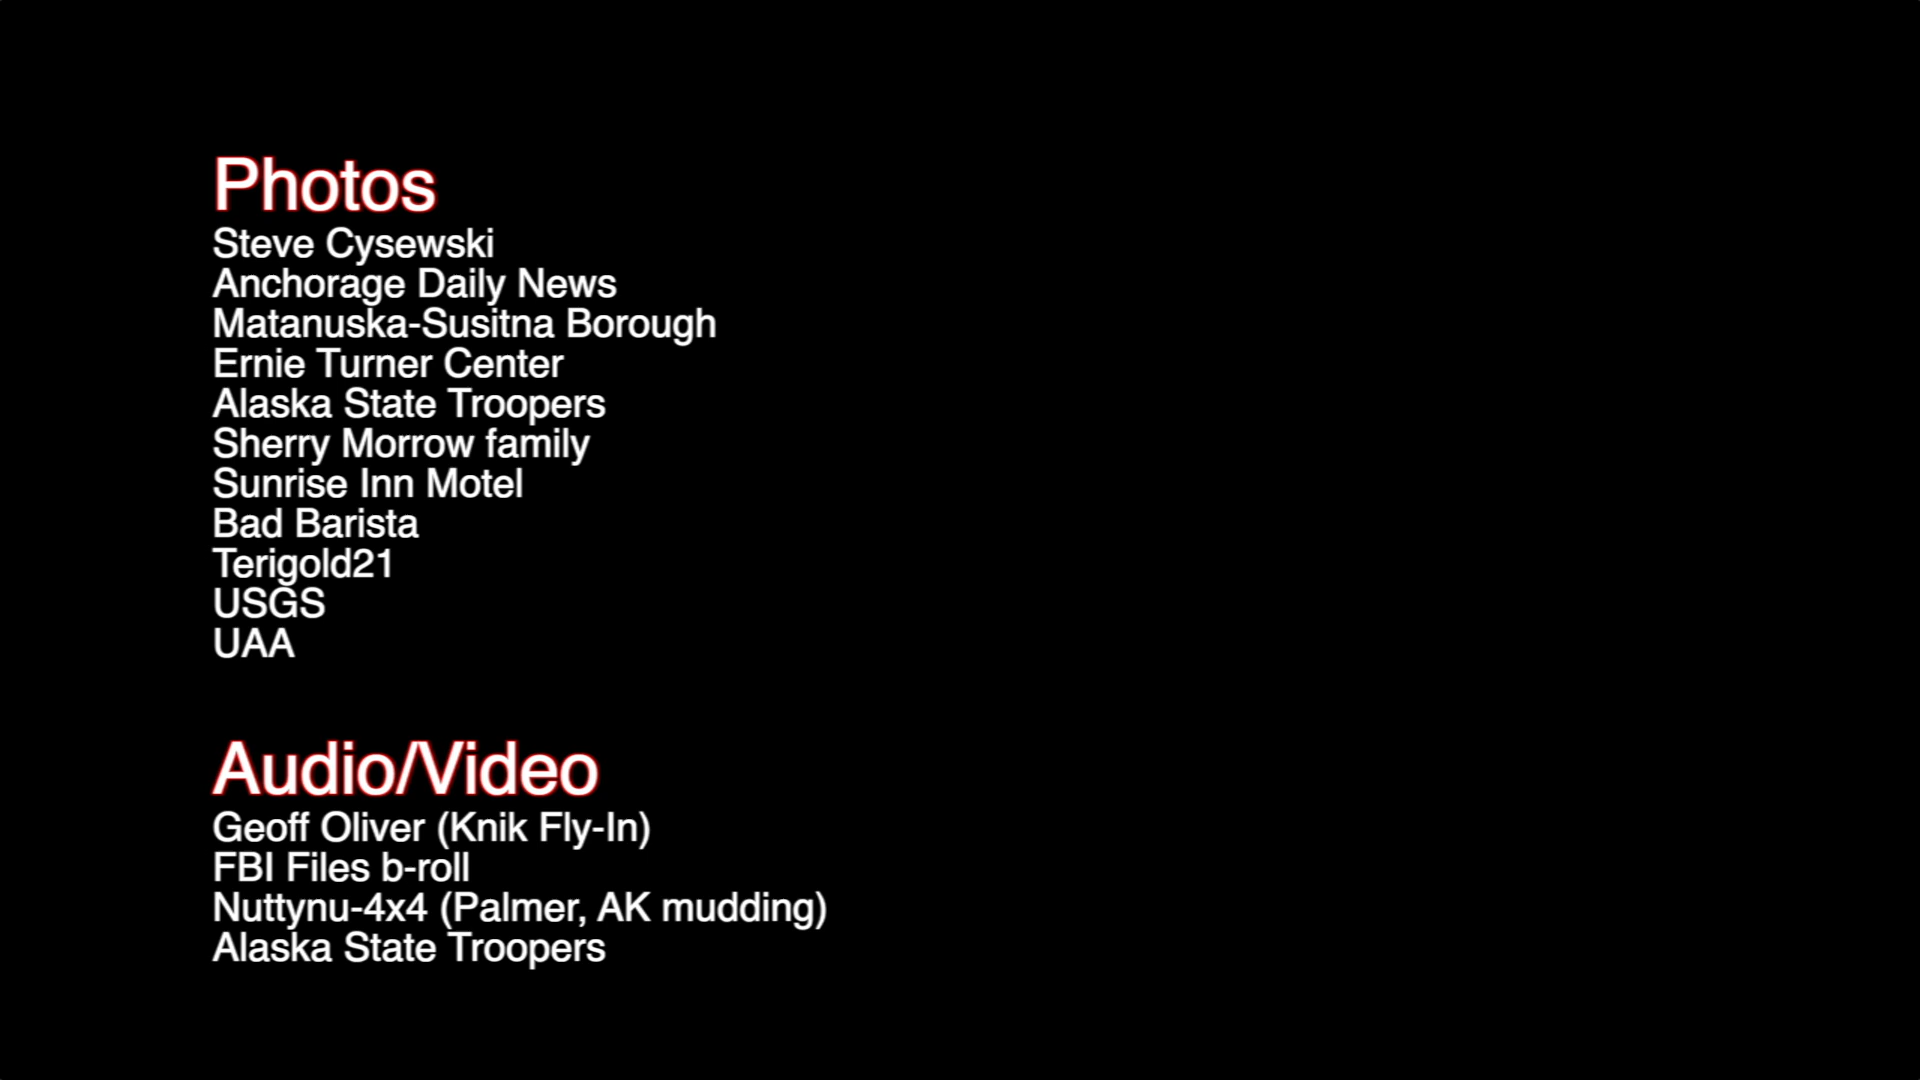 Photos
Steve Cysewski
Anchorage Daily News
Matanuska-Susitna Borough
Ernie Turner Center
Alaska State Troopers
Sherry Morrow family
Sunrise Inn Motel
Bad Barista
Terigold21
USGS
UAA
Audio/Video
Geoff Oliver (Knik Fly-In)
FBI Files b-roll
Nuttynu-4x4 (Palmer, AK mudding)
Alaska State Troopers